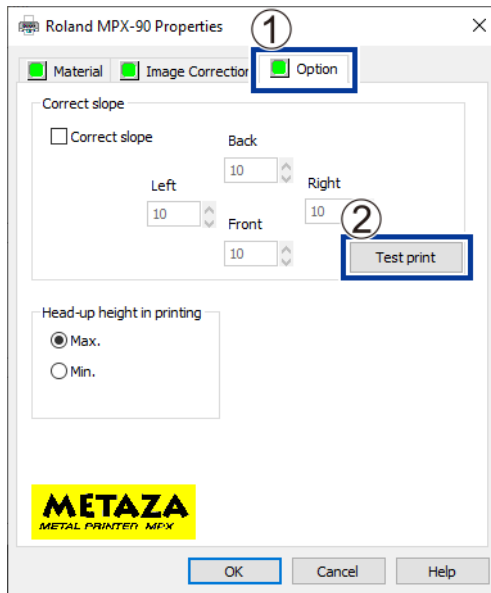 Roland MPX-90 Properties
①
Material
Image Correction
Option
Correct slope
Correct slope
Back
10
Left
Right
10
10
②
Front
10
Test print
Head-up height in printing
Max.
Min.
METAZA
METAL PRINTER MPX
OK
Cancel
Help